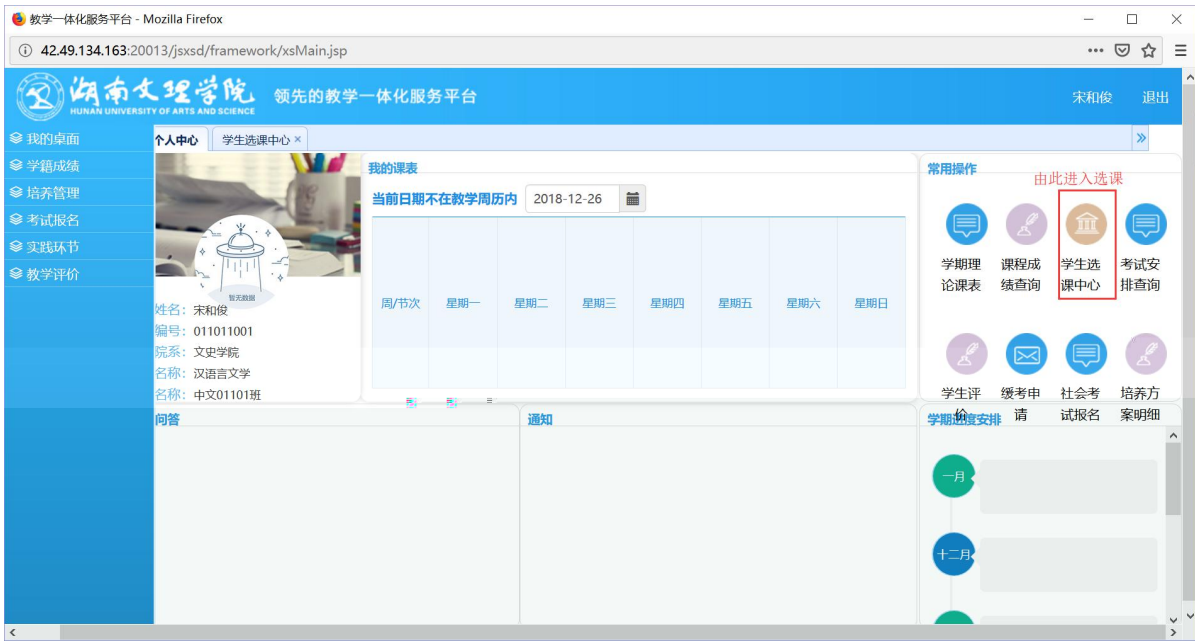 教学一体化服务平台 - Mozilla Firefox
42.49.134.163:20013/jsxsd/framework/xsMain.jsp
湖南文理学院
HUNAN UNIVERSITY OF ARTS AND SCIENCE
领先的教学一体化服务平台
宋和俊 退出
我的桌面
学籍成绩
培养管理
考试报名
实践环节
教学评价
个人中心 学生选课中心 ×
暂无数据
姓名：宋和俊
编号：011011001
院系：文史学院
名称：汉语言文学
名称：中文01101班
我的课表
当前日期不在教学周历内 2018-12-26
周/节次 星期一 星期二 星期三 星期四 星期五 星期六 星期日
常用操作
由此进入选课
学期理
论课表
课程成
绩查询
学生选
课中心
考试安
排查询
学生评
价
缓考申
请
社会考
试报名
培养方
案明细
问答
通知
学期进度安排
一月
十二月